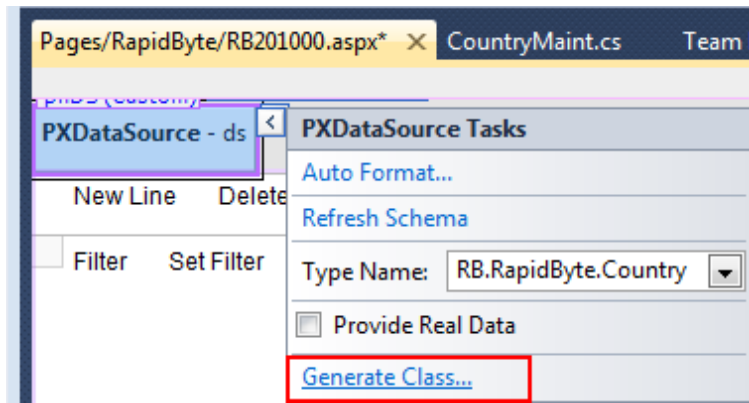 Pages/RapidByte/RB201000.aspx* × CountryMaint.cs Team
PXDataSource - ds < PXDataSource Tasks
Auto Format...
New Line Delete
Refresh Schema
Filter Set Filter
Type Name: RB.RapidByte.Country
Provide Real Data
Generate Class...